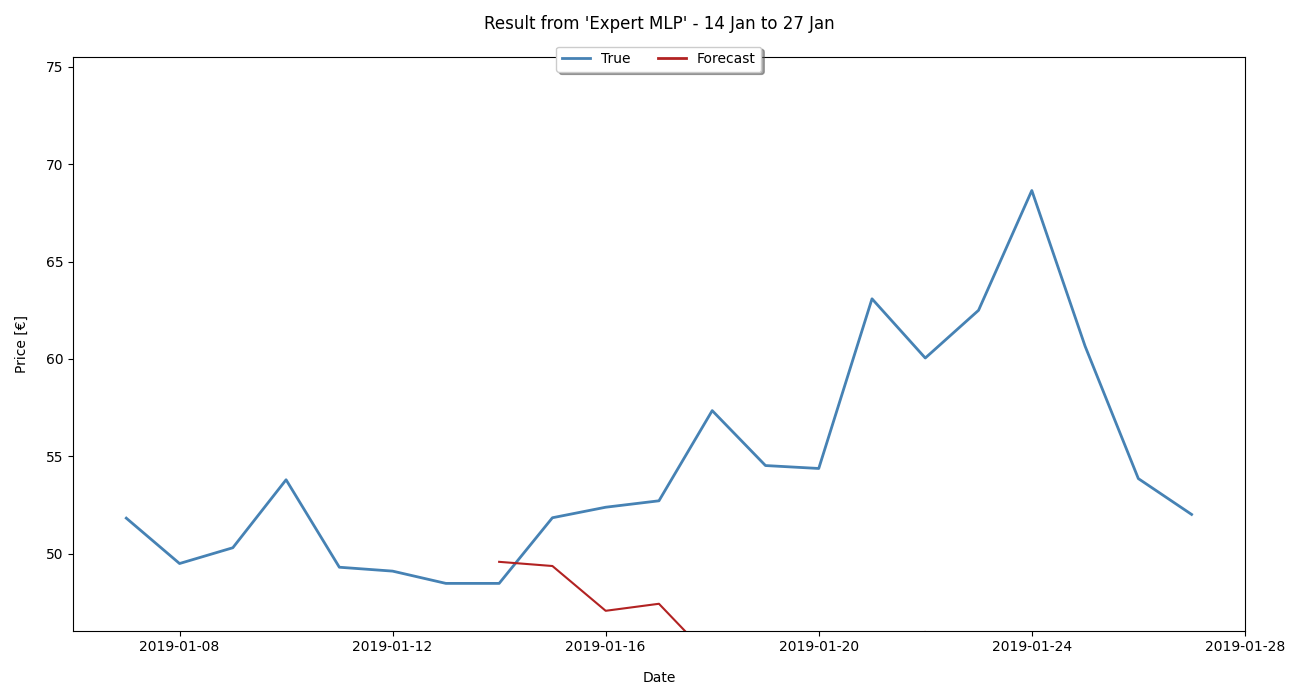 Result from 'Expert MLP' - 14 Jan to 27 Jan
True Forecast
75
70
65
60
55
50
Price [€]
2019-01-08 2019-01-12 2019-01-16 2019-01-20 2019-01-24 2019-01-28
Date